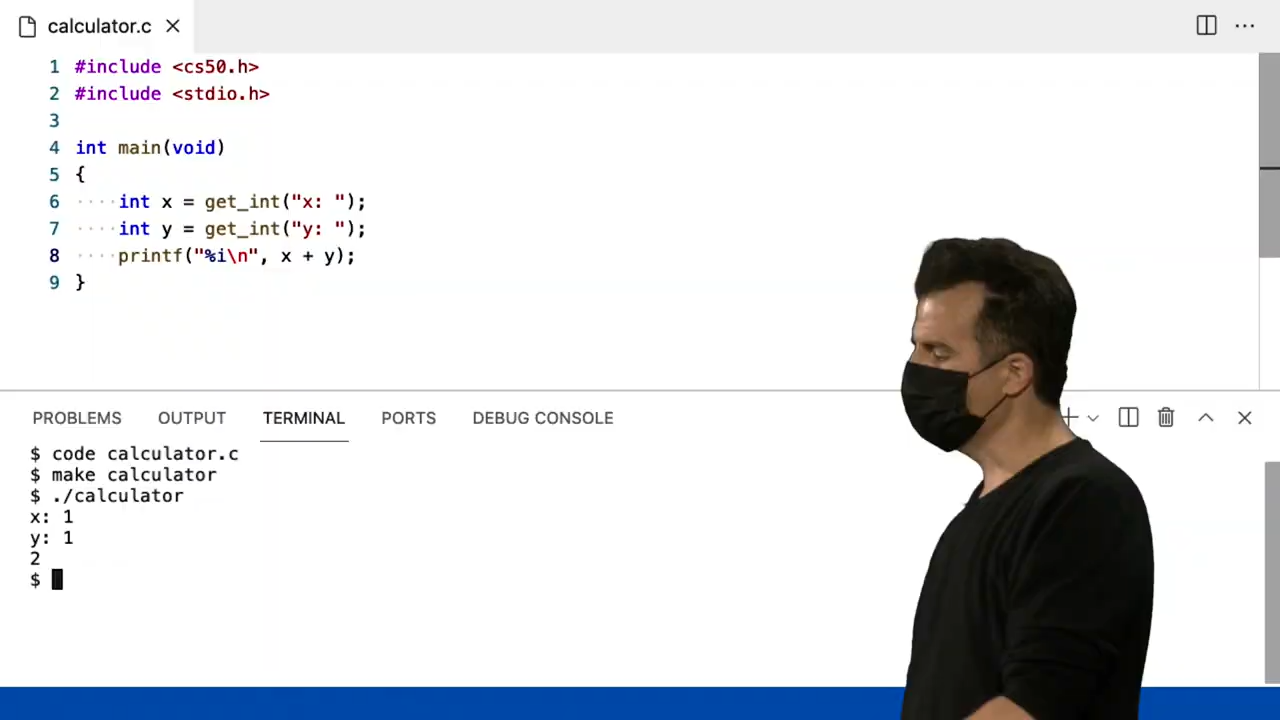 calculator.c
1 #include <cs50.h>
2 #include <stdio.h>
3
4 int main(void)
5 {
6 ····int x = get_int("x: ");
7 ····int y = get_int("y: ");
8 ····printf("%i\n", x + y);
9 }
PROBLEMS OUTPUT TERMINAL PORTS DEBUG CONSOLE
$ code calculator.c
$ make calculator
$ ./calculator
x: 1
y: 1
2
$